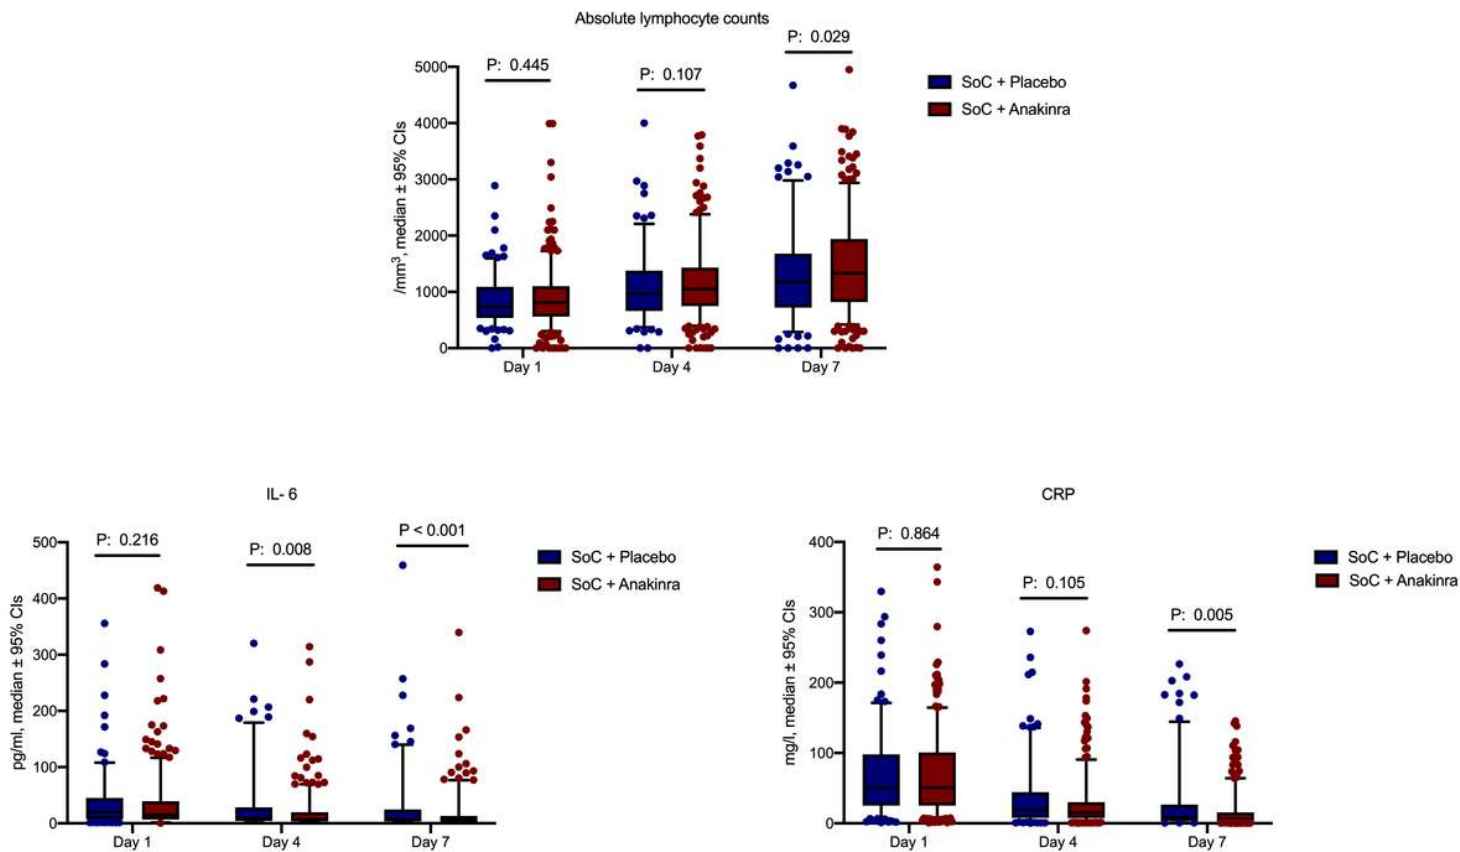 Absolute lymphocyte counts
P: 0.029
P: 0.445
P: 0.107
5000
4000
3000
2000
1000
0
/mm³, median ± 95% CIs
SoC + Placebo
SoC + Anakinra
Day 1
Day 4
Day 7
IL- 6
P: 0.216
P: 0.008
P < 0.001
500
400
300
200
100
0
pg/ml, median ± 95% CIs
SoC + Placebo
SoC + Anakinra
Day 1
Day 4
Day 7
CRP
P: 0.864
P: 0.105
P: 0.005
400
300
200
100
0
mg/l, median ± 95% CIs
SoC + Placebo
SoC + Anakinra
Day 1
Day 4
Day 7